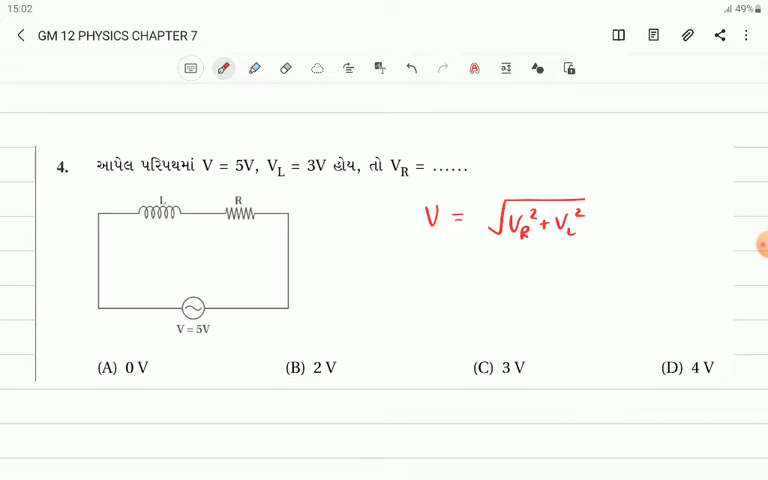 15:02
49%
GM 12 PHYSICS CHAPTER 7
4. આપેલ પરિપથમાં V = 5V, V_L = 3V હોય, તો V_R = ......
L R
V = √(V_R² + V_L²)
V = 5V
(A) 0 V (B) 2 V (C) 3 V (D) 4 V